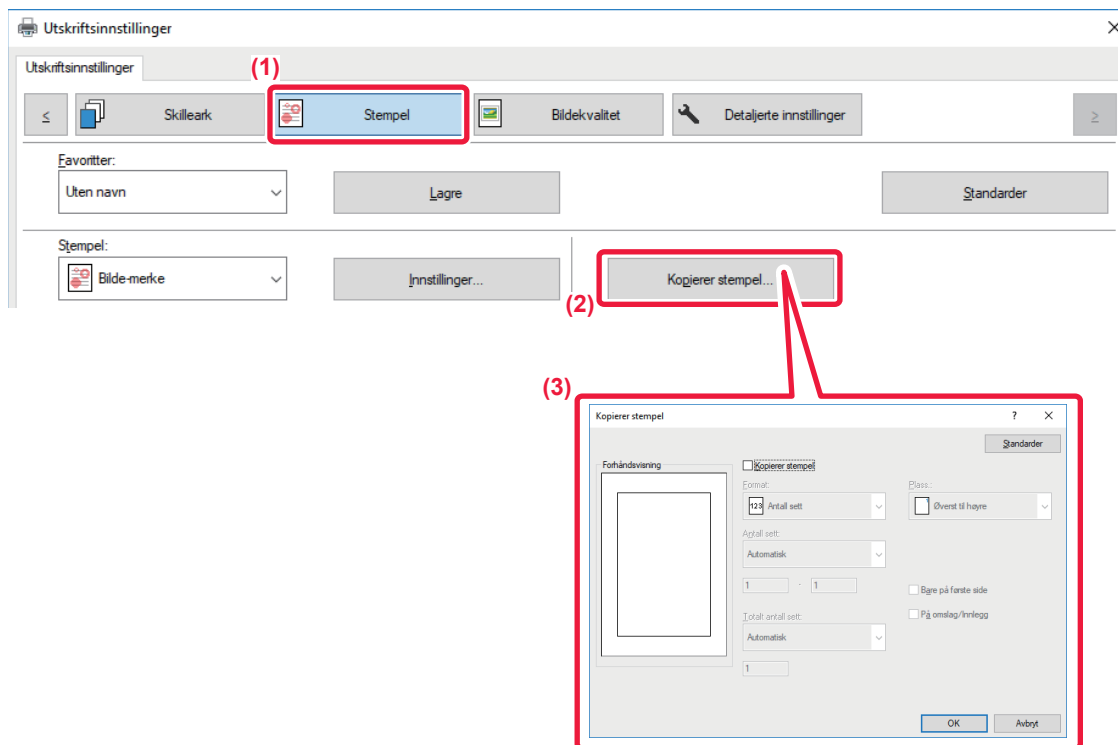 Utskriftsinnstillinger
Utskriftsinnstillinger
(1)
<
Skilleark
Stempel
Bildekvalitet
Detaljerte innstillinger
>
Favoritter:
Uten navn
Lagre
Standarder
Stempel:
Bilde-merke
Innstillinger...
Kopierer stempel...
(2)
(3)
Kopierer stempel
?
Standarder
Forhåndsvisning
Kopierer stempel
Format:
Plass.:
123 Antall sett
Øverst til høyre
Antall sett:
Automatisk
1 - 1
Bare på første side
Totalt antall sett:
På omslag/Innlegg
Automatisk
1
OK
Avbryt